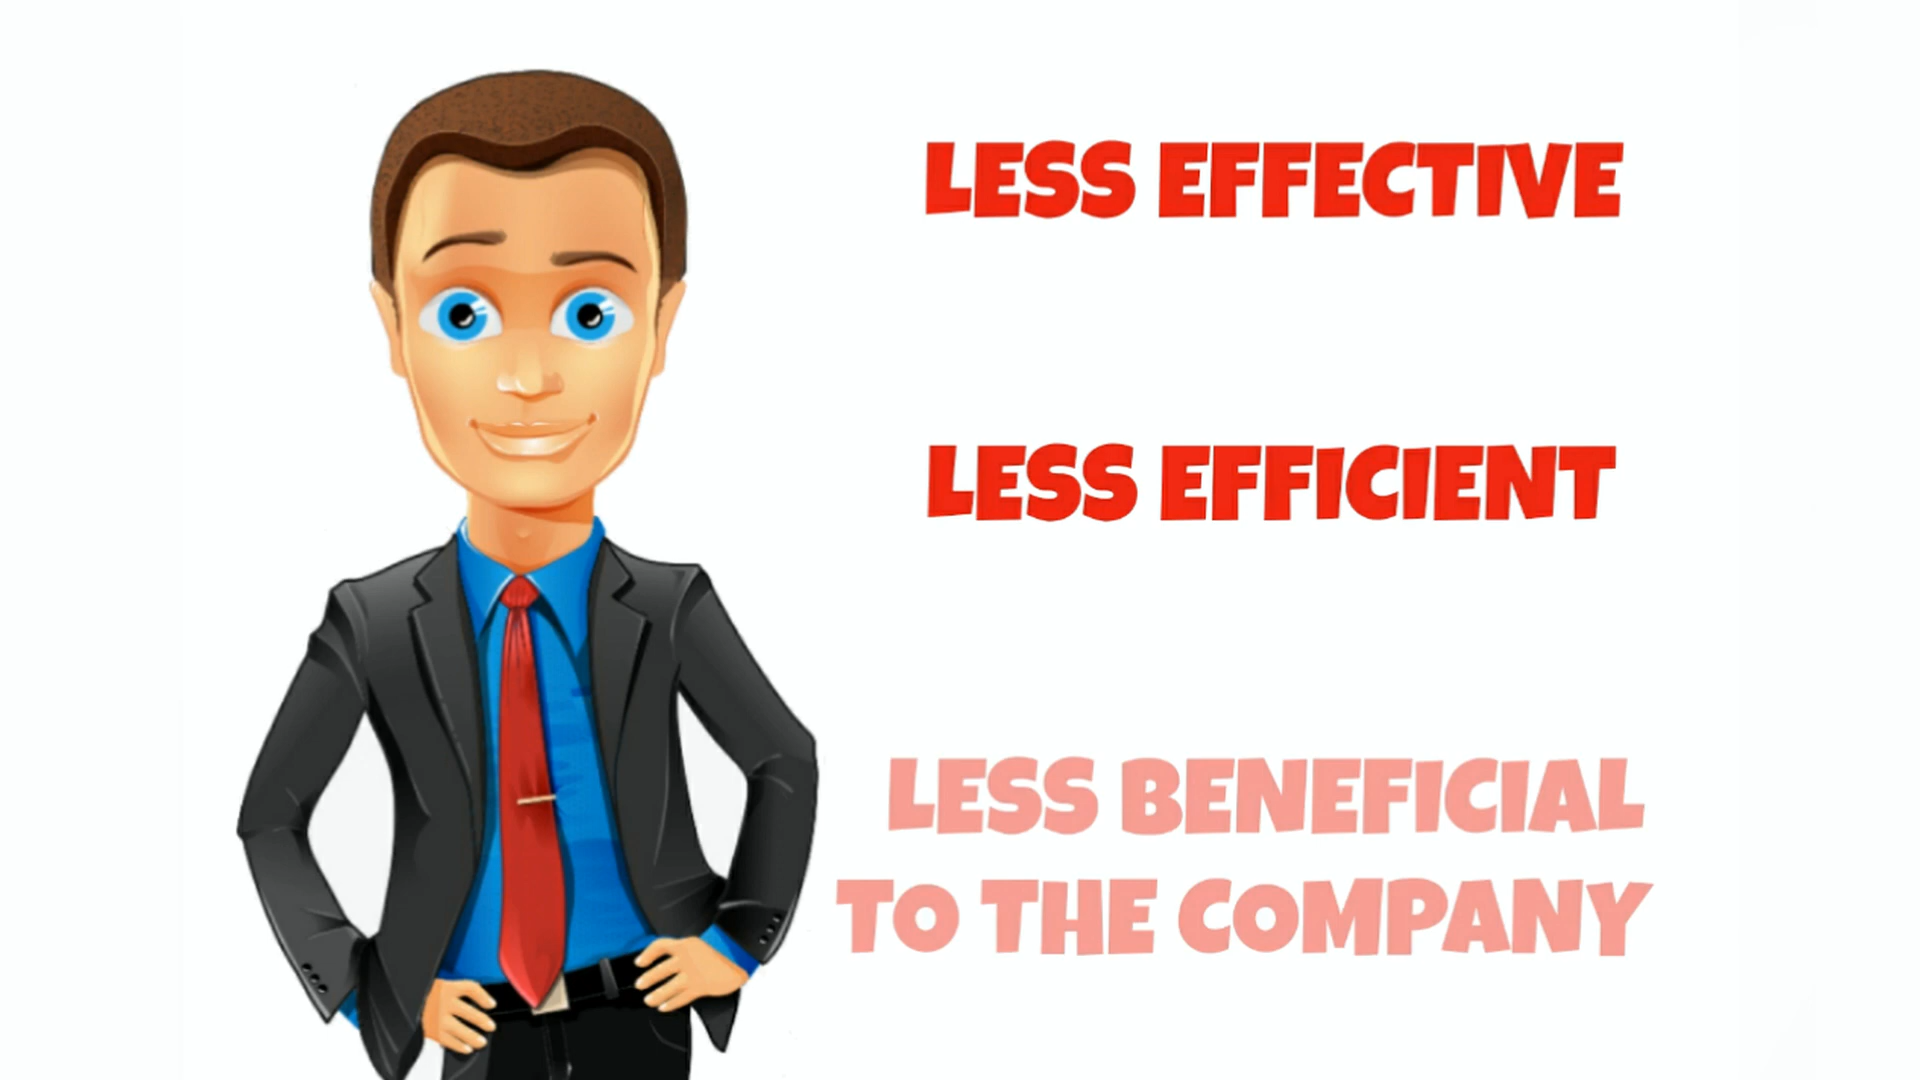 LESS EFFECTIVE
LESS EFFICIENT
LESS BENEFICIAL
TO THE COMPANY